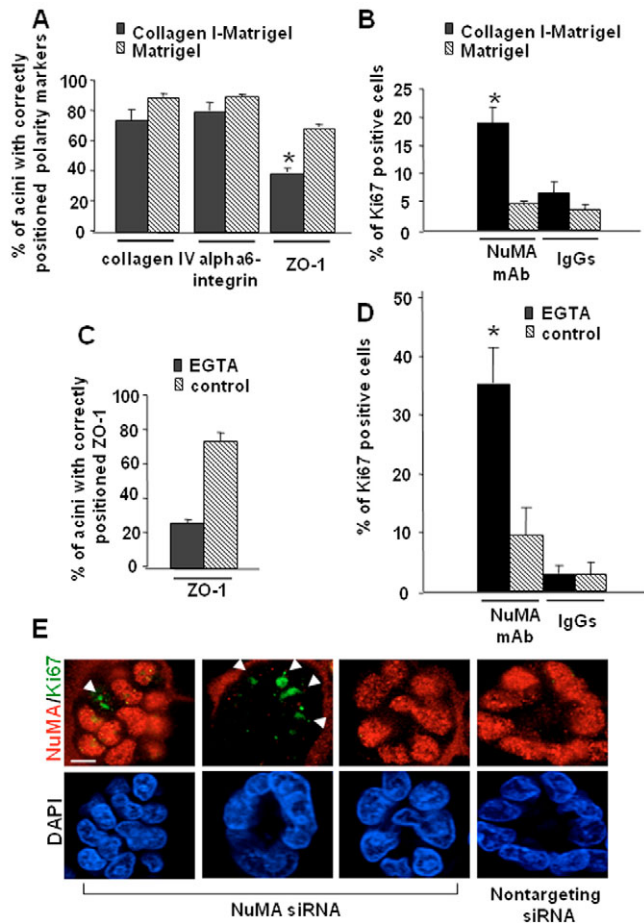 A
Collagen I-Matrigel
Matrigel
% of acini with correctly
positioned polarity markers
100
80
60
40
20
0
*
collagen IV alpha6-
integrin
ZO-1
B
Collagen I-Matrigel
Matrigel
% of Ki67 positive cells
25
20
15
10
5
0
*
NuMA
mAb
IgGs
C
EGTA
control
% of acini with correctly
positioned ZO-1
100
80
60
40
20
0
ZO-1
D
EGTA
control
% of Ki67 positive cells
50
40
30
20
10
0
*
NuMA
mAb
IgGs
E
NuMA/Ki67
DAPI
NuMA siRNA
Nontargeting
siRNA